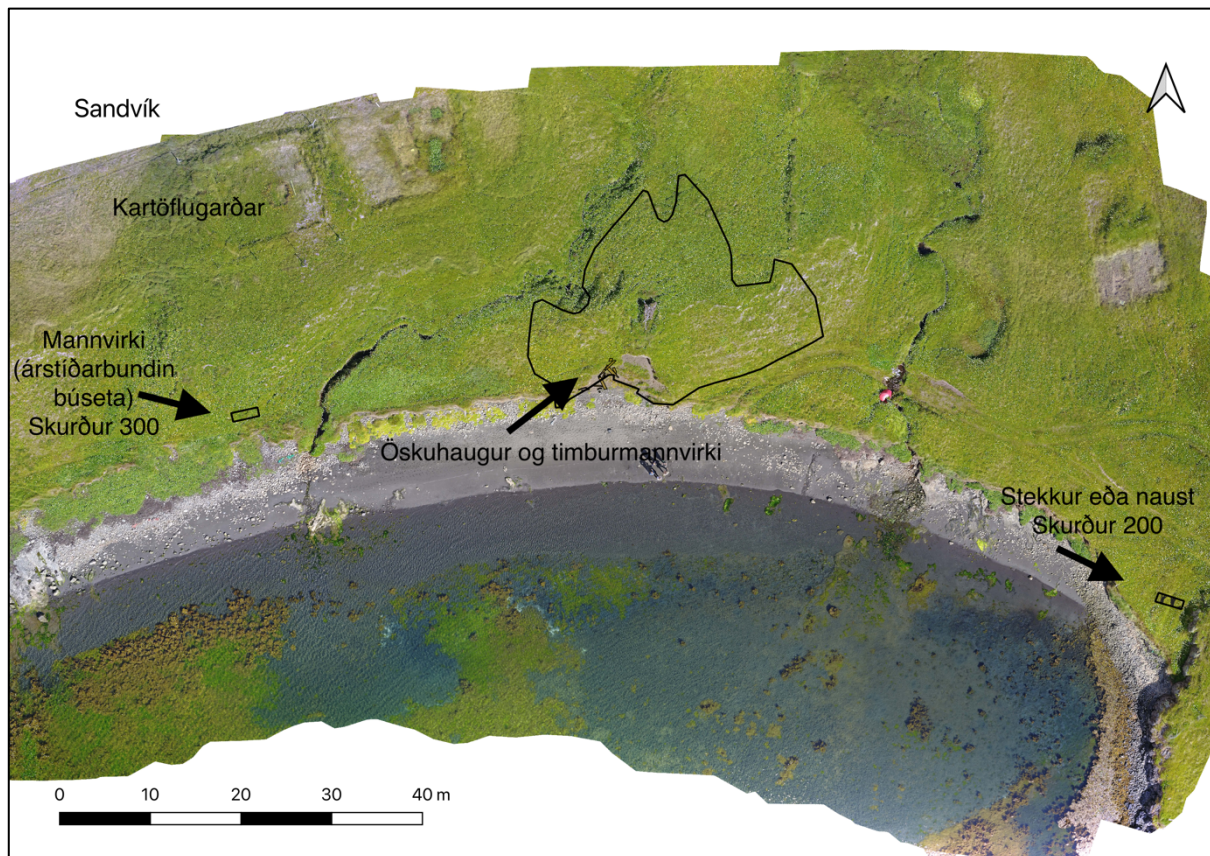 Sandvík
Kartöflugarðar
Mannvirki
(árstíðarbundin
búseta)
Skurður 300
Öskuhaugur og timburmannvirki
Stekkur eða naust
Skurður 200
0 10 20 30 40 m